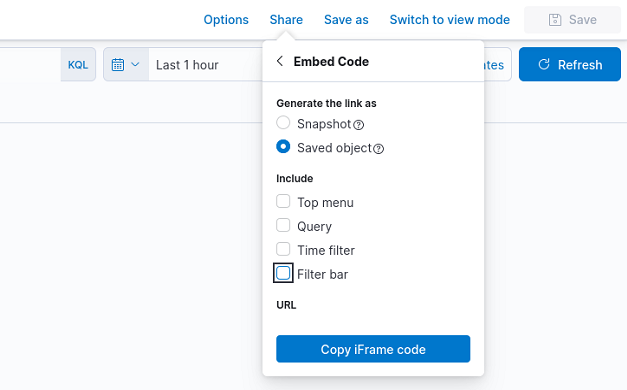 Options Share Save as Switch to view mode Save
KQL Last 1 hour Refresh
Embed Code
Generate the link as
Snapshot
Saved object
Include
Top menu
Query
Time filter
Filter bar
URL
Copy iFrame code